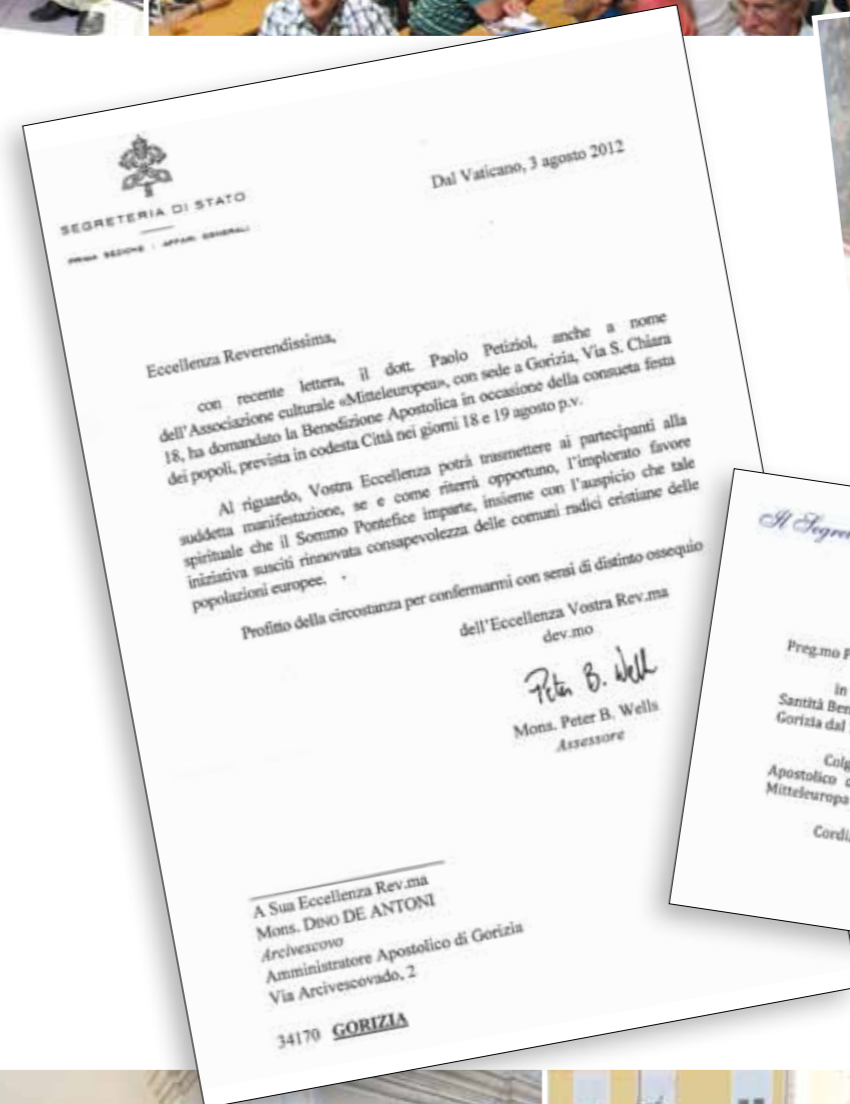 SEGRETERIA DI STATO
PRIMA SEZIONE : AFFARI GENERALI
Dal Vaticano, 3 agosto 2012
Eccellenza Reverendissima,
con recente lettera, il dott. Paolo Petiziol, anche a nome
dell'Associazione culturale «Mitteleuropea», con sede a Gorizia, Via S. Chiara
18, ha domandato la Benedizione Apostolica in occasione della consueta festa
dei popoli, prevista in codesta Città nei giorni 18 e 19 agosto p.v.
Al riguardo, Vostra Eccellenza potrà trasmettere ai partecipanti alla
suddetta manifestazione, se e come riterrà opportuno, l'implorato favore
spirituale che il Sommo Pontefice imparte, insieme con l'auspicio che tale
iniziativa susciti rinnovata consapevolezza delle comuni radici cristiane delle
popolazioni europee.
Profitto della circostanza per confermarmi con sensi di distinto ossequio
dell'Eccellenza Vostra Rev.ma
dev.mo
Peter B. Well
Mons. Peter B. Wells
Assessore
A Sua Eccellenza Rev.ma
Mons. DINO DE ANTONI
Arcivescovo
Amministratore Apostolico di Gorizia
Via Arcivescovado, 2
34170 GORIZIA
Il
Preg.mo
in
Santità
Gorizia dal
Apostolico
Mitteleuropa